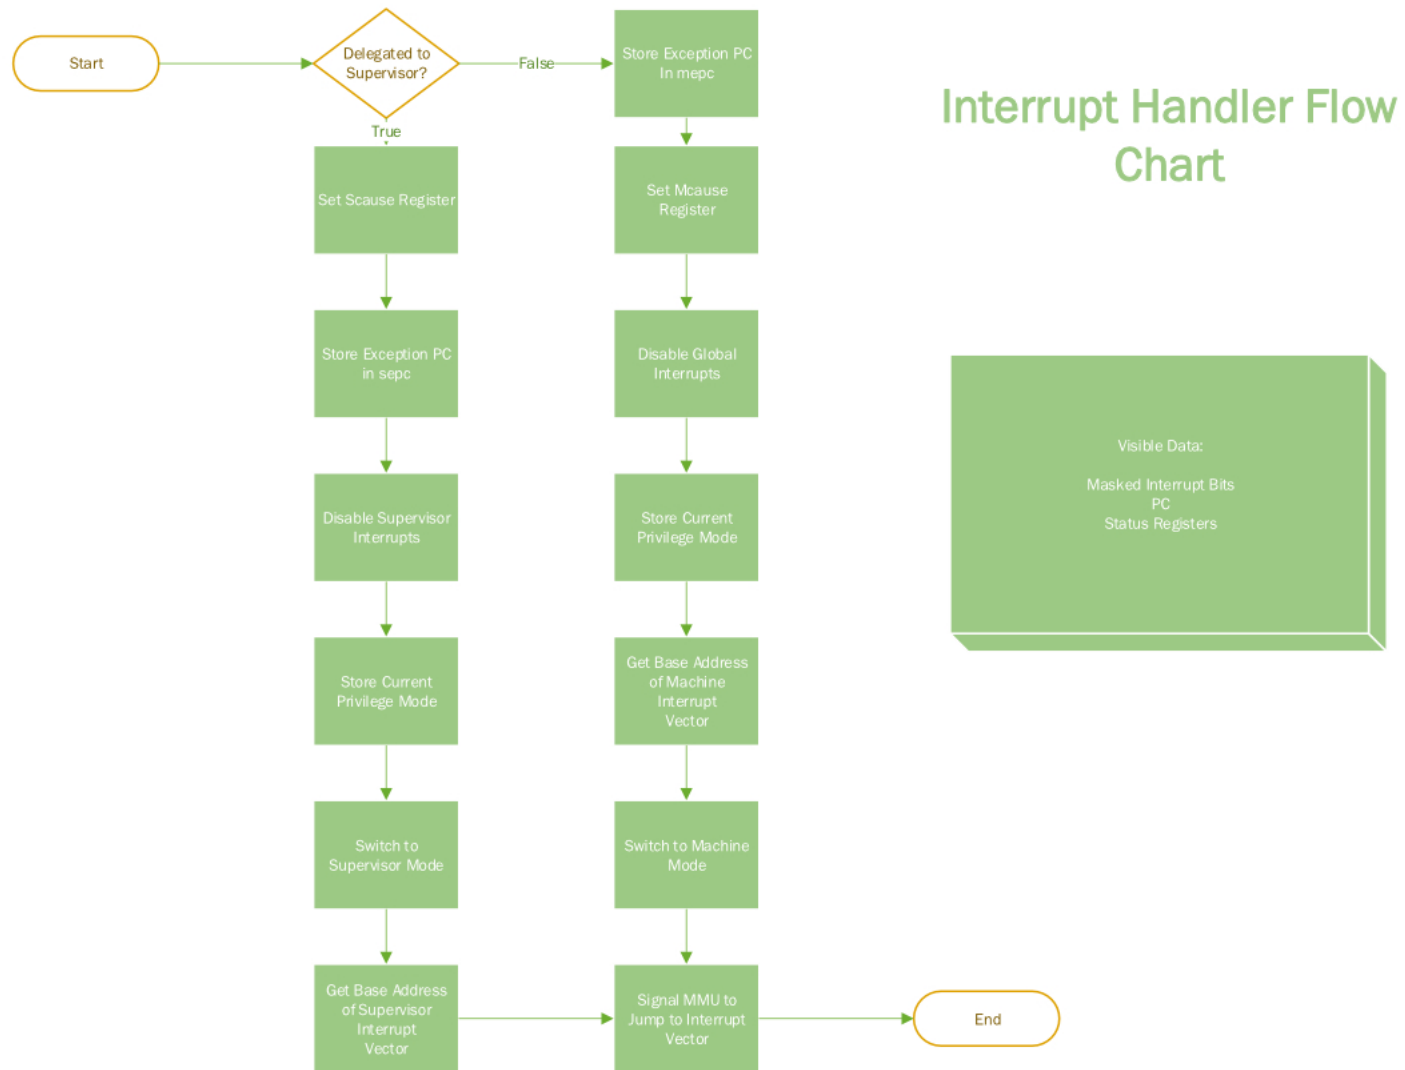 Start
Delegated to
Supervisor?
False
Store Exception PC
In mepc
Interrupt Handler Flow
Chart
True
Set Scause Register
Set Mcause
Register
Store Exception PC
in sepc
Disable Global
Interrupts
Visible Data:
Masked Interrupt Bits
PC
Status Registers
Disable Supervisor
Interrupts
Store Current
Privilege Mode
Store Current
Privilege Mode
Get Base Address
of Machine
Interrupt
Vector
Switch to
Supervisor Mode
Switch to Machine
Mode
Get Base Address
of Supervisor
Interrupt
Vector
Signal MMU to
Jump to Interrupt
Vector
End